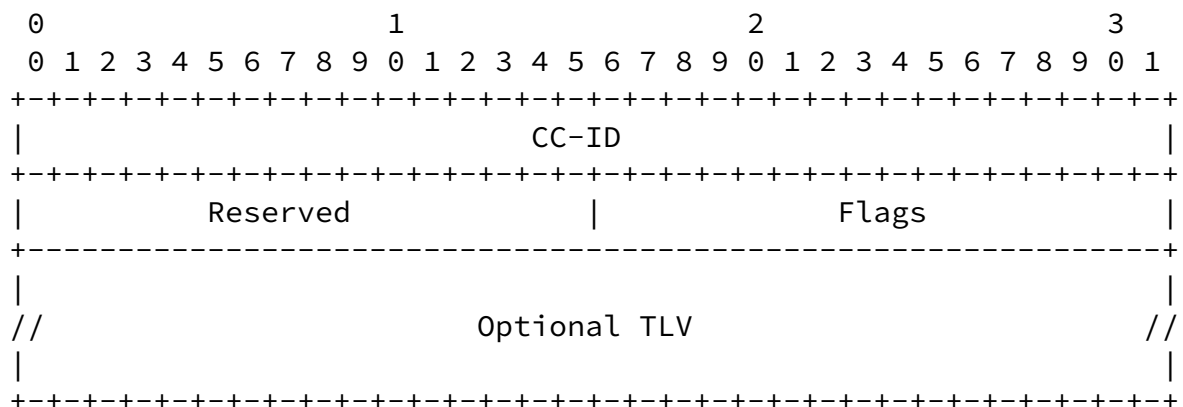 0                   1                   2                   3
 0 1 2 3 4 5 6 7 8 9 0 1 2 3 4 5 6 7 8 9 0 1 2 3 4 5 6 7 8 9 0 1
+-+-+-+-+-+-+-+-+-+-+-+-+-+-+-+-+-+-+-+-+-+-+-+-+-+-+-+-+-+-+-+-+
|                            CC-ID                              |
+-+-+-+-+-+-+-+-+-+-+-+-+-+-+-+-+-+-+-+-+-+-+-+-+-+-+-+-+-+-+-+-+
|          Reserved             |             Flags             |
+---------------------------------------------------------------+
|                                                               |
//                        Optional TLV                         //
|                                                               |
+-+-+-+-+-+-+-+-+-+-+-+-+-+-+-+-+-+-+-+-+-+-+-+-+-+-+-+-+-+-+-+-+